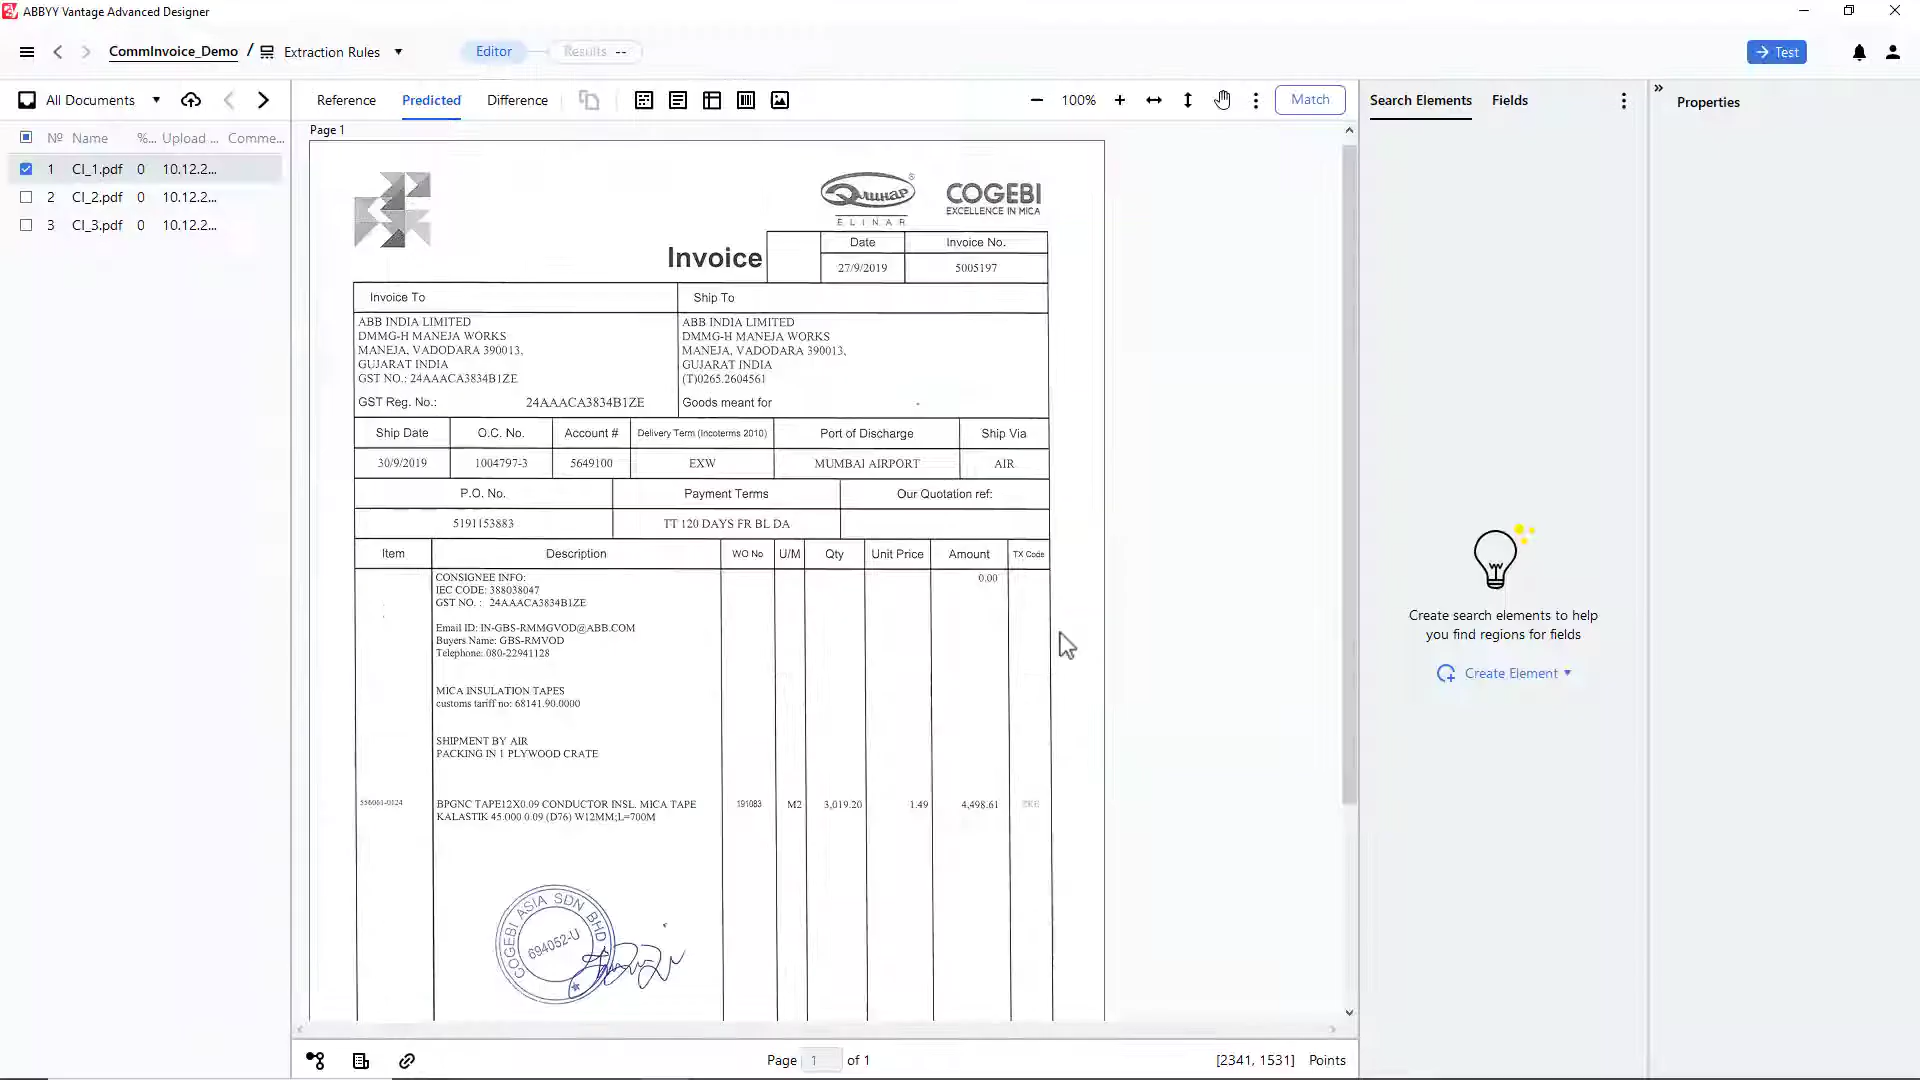 ABBYY Vantage Advanced Designer
CommInvoice_Demo / Extraction Rules
Editor
Results --
Test
All Documents
Reference
Predicted
Difference
100%
Match
Search Elements
Fields
Properties
Nº Name %... Upload ... Comme...
1 CI_1.pdf 0 10.12.2...
2 CI_2.pdf 0 10.12.2...
3 CI_3.pdf 0 10.12.2...
Page 1
Элинар
ELINAR
COGEBI
EXCELLENCE IN MICA
Invoice
Date
Invoice No.
27/9/2019
5005197
Invoice To
Ship To
ABB INDIA LIMITED
DMMG-H MANEJA WORKS
MANEJA, VADODARA 390013,
GUJARAT INDIA
GST NO.: 24AAACA3834B1ZE
GST Reg. No.: 24AAACA3834B1ZE
ABB INDIA LIMITED
DMMG-H MANEJA WORKS
MANEJA, VADODARA 390013,
GUJARAT INDIA
(T)0265.2604561
Goods meant for
Ship Date O.C. No. Account # Delivery Term (Incoterms 2010) Port of Discharge Ship Via
30/9/2019 1004797-3 5649100 EXW MUMBAI AIRPORT AIR
P.O. No. Payment Terms Our Quotation ref:
5191153883 TT 120 DAYS FR BL DA
Item Description WO No U/M Qty Unit Price Amount TX Code
CONSIGNEE INFO: 0.00
IEC CODE: 388038047
GST NO. : 24AAACA3834B1ZE
Email ID: IN-GBS-RMMGVOD@ABB.COM
Buyers Name: GBS-RMVOD
Telephone: 080-22941128
MICA INSULATION TAPES
customs tariff no: 68141.90.0000
SHIPMENT BY AIR
PACKING IN 1 PLYWOOD CRATE
556061-0124 BPGNC TAPE12X0.09 CONDUCTOR INSL. MICA TAPE 191083 M2 3,019.20 1.49 4,498.61
KALASTIK 45.000 0.09 (D76) W12MM;L=700M
COGEBI ASIA SDN BHD
694052-U
Create search elements to help
you find regions for fields
Create Element
Page 1 of 1
[2341, 1531] Points